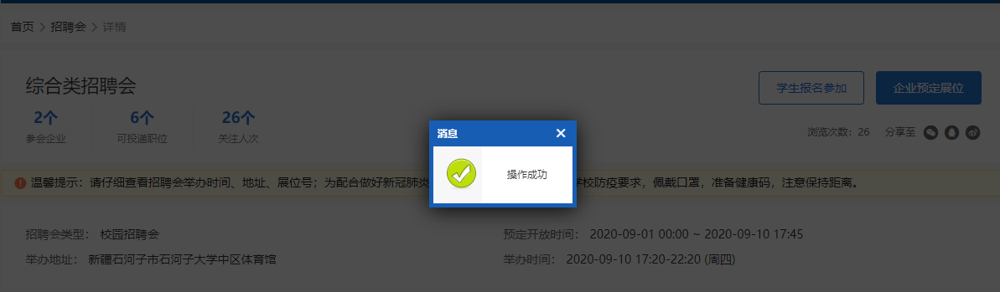 首页 > 招聘会 > 详情
综合类招聘会
学生报名参加
企业预定展位
2个
6个
26个
参会企业
可投递职位
关注人次
浏览次数：26 分享至
消息
操作成功
温馨提示：请仔细查看招聘会举办时间、地址、展位号；为配合做好新冠肺炎
学校防疫要求，佩戴口罩，准备健康码，注意保持距离。
招聘会类型： 校园招聘会
预定开放时间： 2020-09-01 00:00 ~ 2020-09-10 17:45
举办地址： 新疆石河子市石河子大学中区体育馆
举办时间： 2020-09-10 17:20-22:20 (周四)